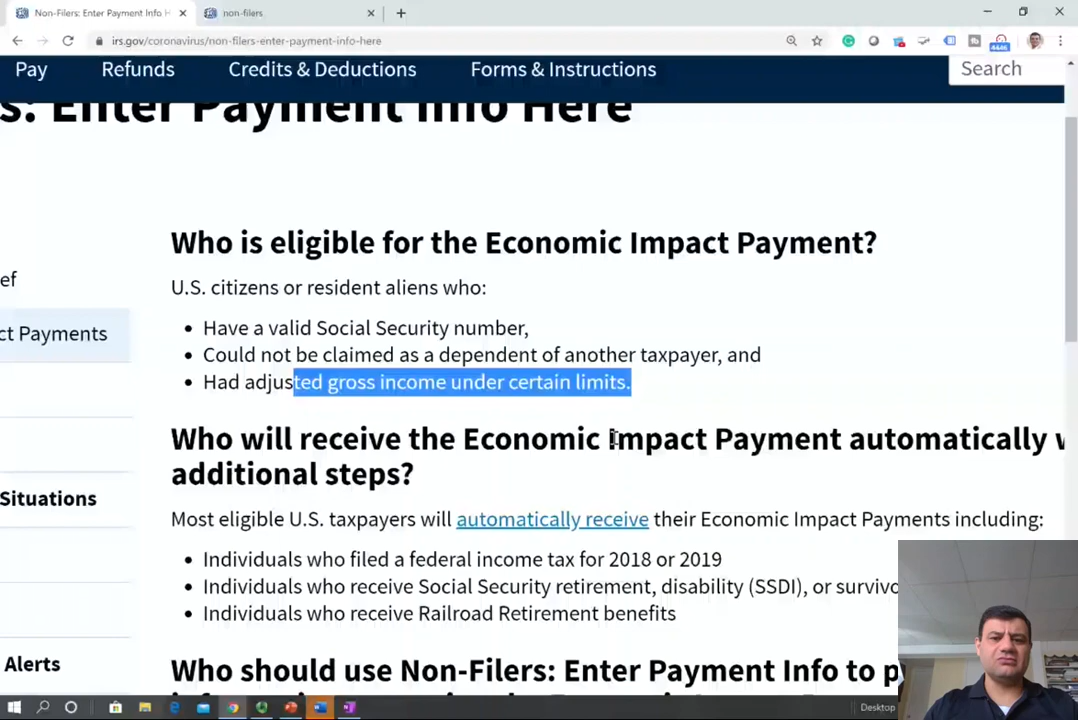 Non-Filers: Enter Payment Info H
non-filers
irs.gov/coronavirus/non-filers-enter-payment-info-here
4446
Pay Refunds Credits & Deductions Forms & Instructions Search
s: Enter Payment Info Here
Who is eligible for the Economic Impact Payment?
ef
U.S. citizens or resident aliens who:
ct Payments
• Have a valid Social Security number,
• Could not be claimed as a dependent of another taxpayer, and
• Had adjusted gross income under certain limits.
Who will receive the Economic Impact Payment automatically w
additional steps?
Situations
Most eligible U.S. taxpayers will automatically receive their Economic Impact Payments including:
• Individuals who filed a federal income tax for 2018 or 2019
• Individuals who receive Social Security retirement, disability (SSDI), or survivo
• Individuals who receive Railroad Retirement benefits
Alerts
Who should use Non-Filers: Enter Payment Info to p
Desktop